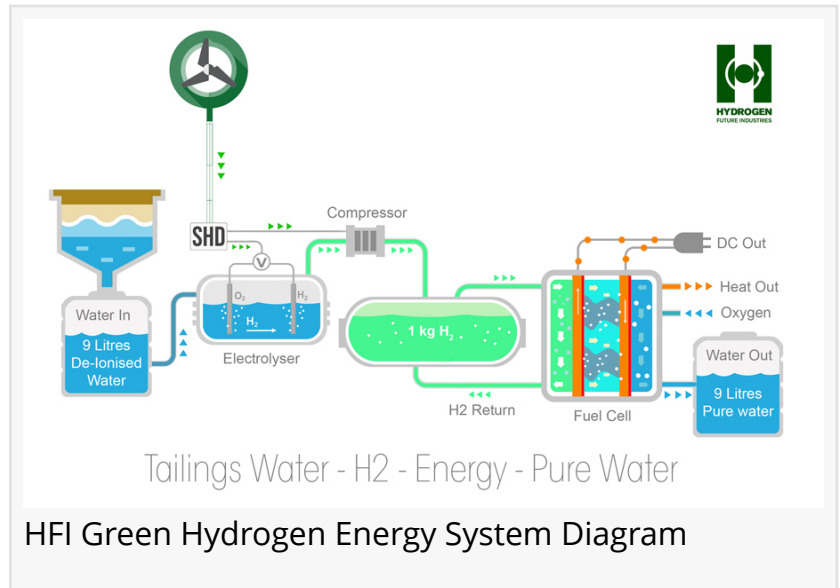 HYDROGEN
FUTURE INDUSTRIES
SHD
Compressor
V
DC Out
Heat Out
Oxygen
Water In
9 Litres
De-Ionised
Water
O₂
H₂
H₂
Electrolyser
1 kg H₂
H2 Return
Fuel Cell
Water Out
9 Litres
Pure water
Tailings Water - H2 - Energy - Pure Water
HFI Green Hydrogen Energy System Diagram